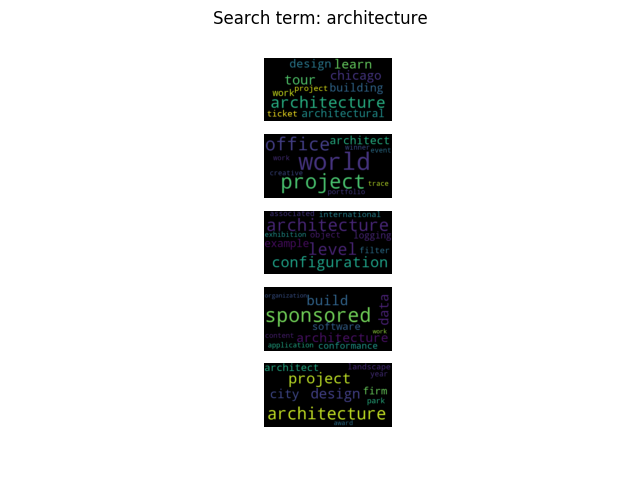 Search term: architecture
design learn
tour chicago
work project building
architecture
ticket architectural
office architect
winner event
work world
creative
project trace
portfolio
associated international
architecture
exhibition object logging
example level filter
configuration
organization build
sponsored data
software work
content architecture
application conformance
architect landscape
project year
city design firm
park
architecture
award